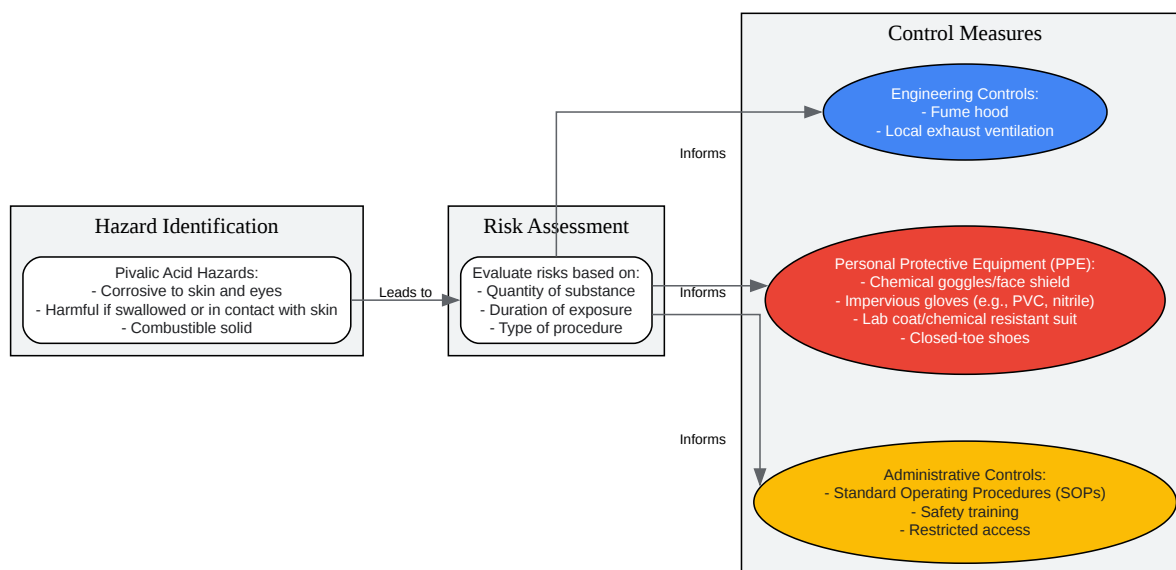 Hazard Identification
Pivalic Acid Hazards:
- Corrosive to skin and eyes
- Harmful if swallowed or in contact with skin
- Combustible solid
Leads to
Risk Assessment
Evaluate risks based on:
- Quantity of substance
- Duration of exposure
- Type of procedure
Informs
Informs
Informs
Control Measures
Engineering Controls:
- Fume hood
- Local exhaust ventilation
Personal Protective Equipment (PPE):
- Chemical goggles/face shield
- Impervious gloves (e.g., PVC, nitrile)
- Lab coat/chemical resistant suit
- Closed-toe shoes
Administrative Controls:
- Standard Operating Procedures (SOPs)
- Safety training
- Restricted access